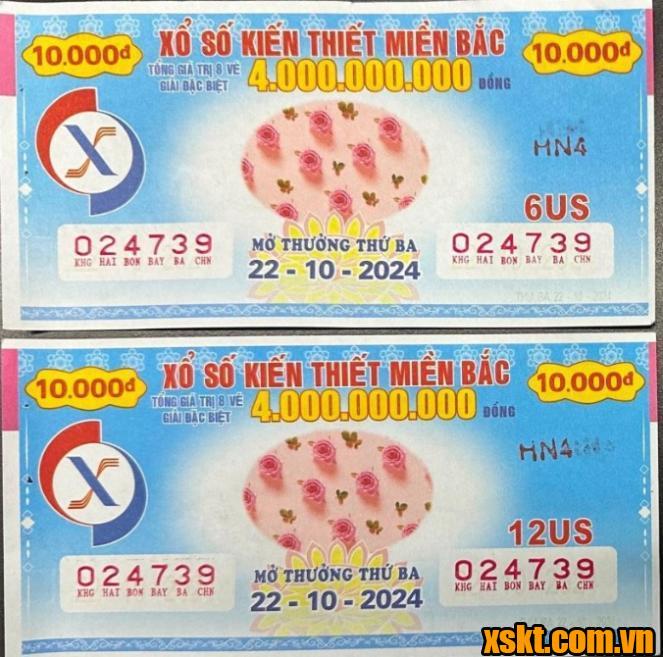 10.000đ XỔ SỐ KIẾN THIẾT MIỀN BẮC 10.000đ
TỔNG GIÁ TRỊ 8 VÉ
GIẢI ĐẶC BIỆT 4.000.000.000 ĐỒNG
X
HN4
6US
024739
KHG HAI BON BAY BA CHN
MỞ THƯỞNG THỨ BA
22 - 10 - 2024
024739
KHG HAI BON BAY BA CHN
10.000đ XỔ SỐ KIẾN THIẾT MIỀN BẮC 10.000đ
TỔNG GIÁ TRỊ 8 VÉ
GIẢI ĐẶC BIỆT 4.000.000.000 ĐỒNG
X
HN4
12US
024739
KHG HAI BON BAY BA CHN
MỞ THƯỞNG THỨ BA
22 - 10 - 2024
024739
KHG HAI BON BAY BA CHN
xskt.com.vn